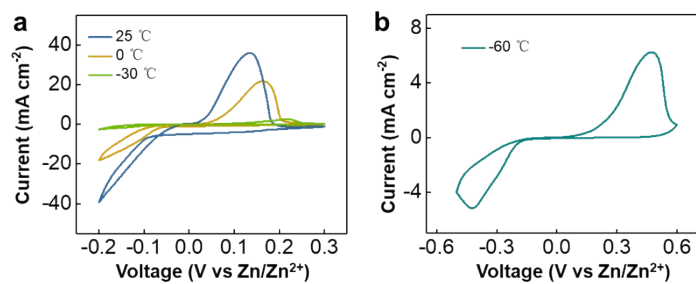 a
25 ℃
0 ℃
-30 ℃
Current (mA cm-2)
40
20
0
-20
-40
-0.2 -0.1 0.0 0.1 0.2 0.3
Voltage (V vs Zn/Zn2+)
b
-60 ℃
Current (mA cm-2)
8
4
0
-4
-8
-0.6 -0.3 0.0 0.3 0.6
Voltage (V vs Zn/Zn2+)